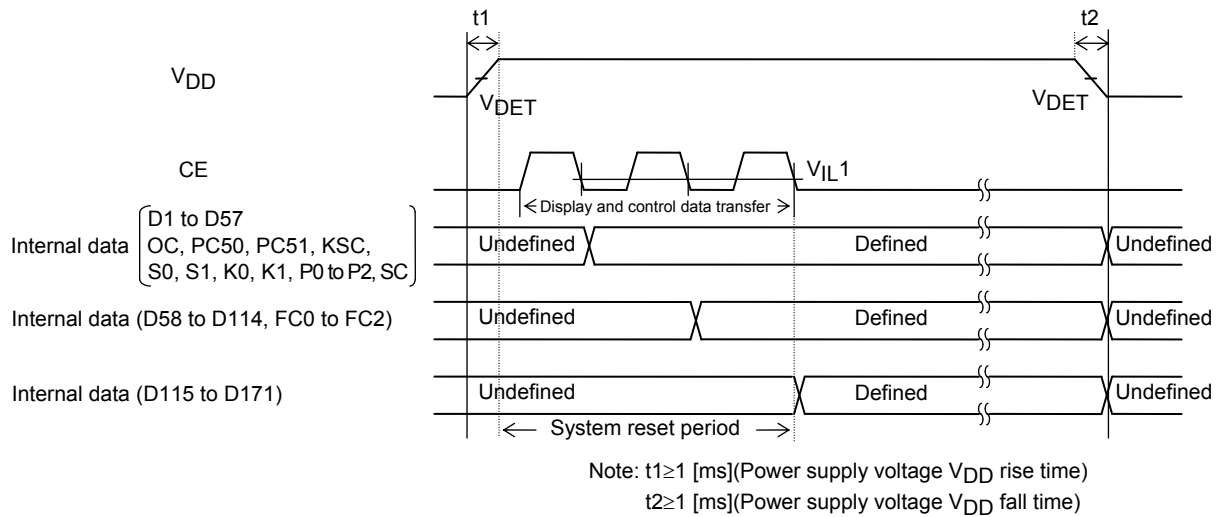 t1 t2
VDD
VDET VDET
CE
VIL1
Display and control data transfer
Internal data
D1 to D57
OC, PC50, PC51, KSC,
S0, S1, K0, K1, P0 to P2, SC
Undefined Defined Undefined
Internal data (D58 to D114, FC0 to FC2) Undefined Defined Undefined
Internal data (D115 to D171) Undefined Defined Undefined
System reset period
Note: t1≥1 [ms](Power supply voltage VDD rise time)
t2≥1 [ms](Power supply voltage VDD fall time)